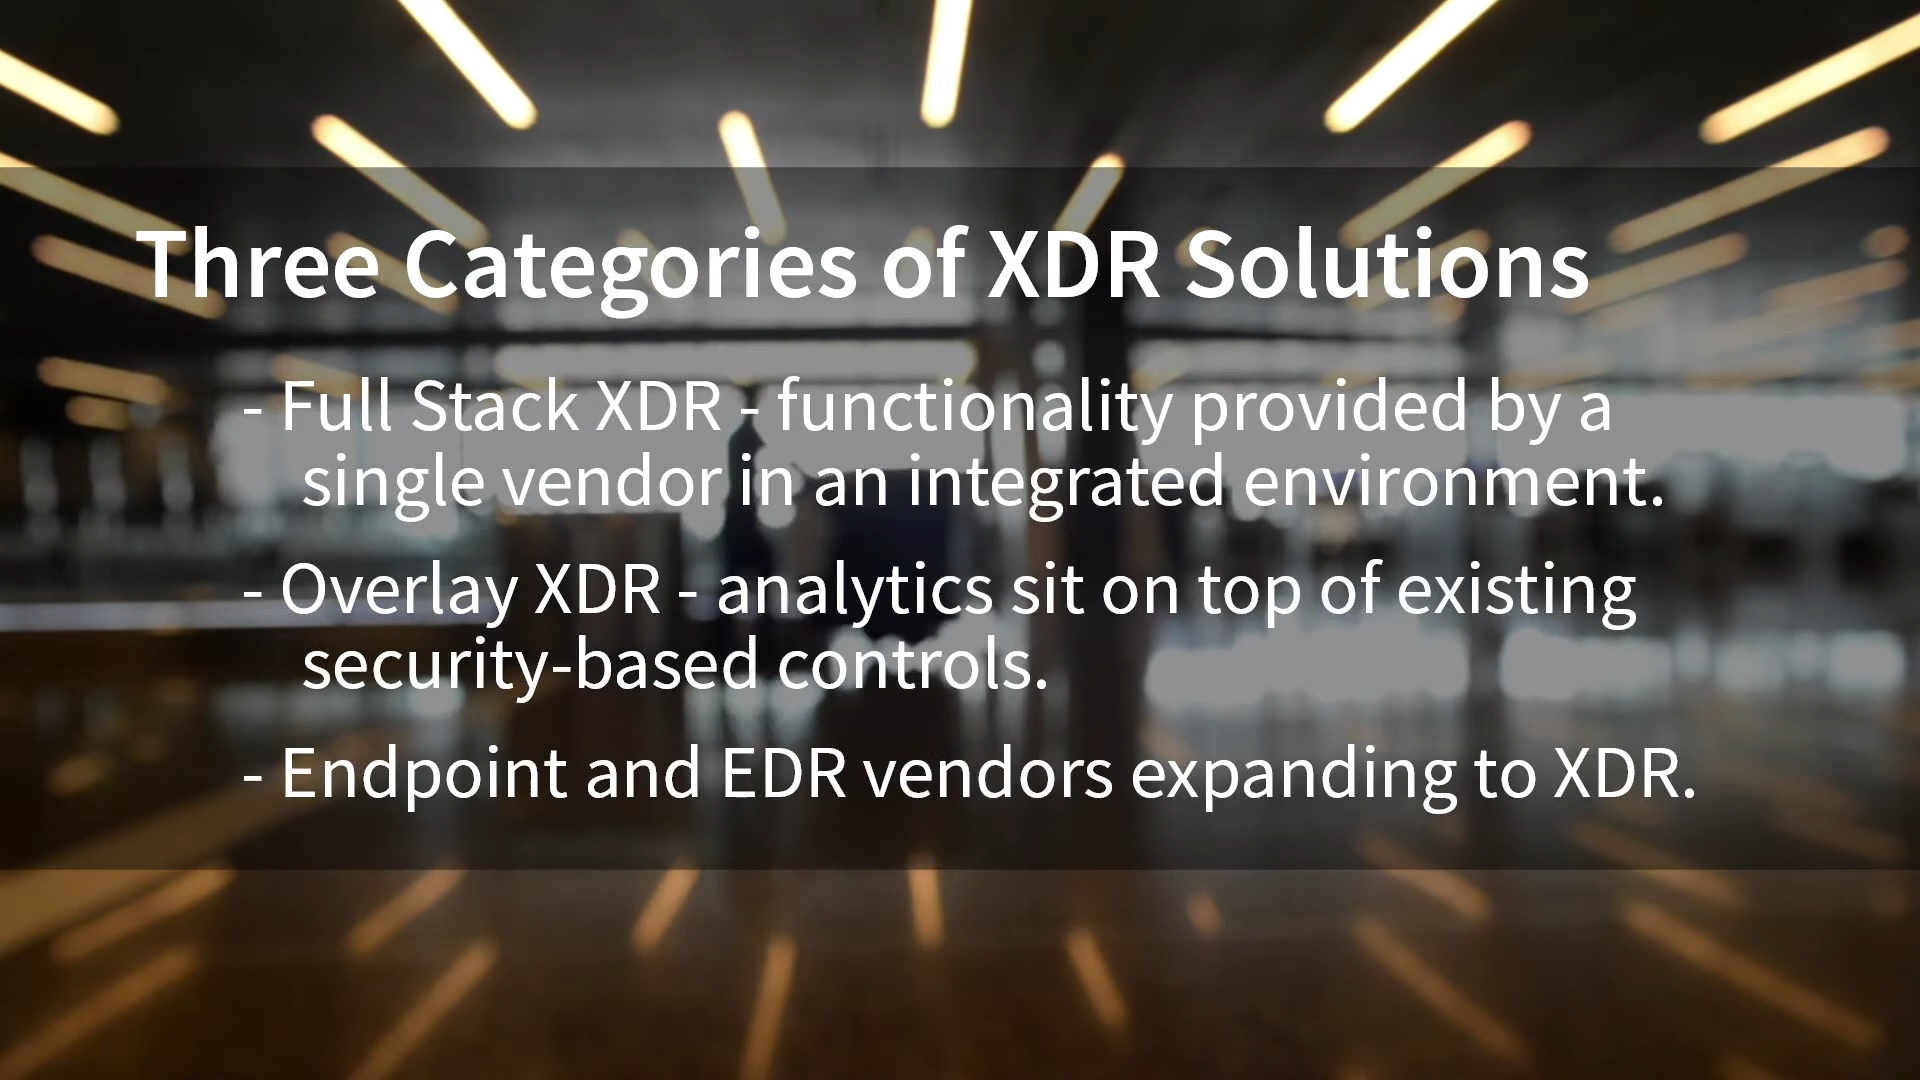 Three Categories of XDR Solutions
- Full Stack XDR - functionality provided by a
single vendor in an integrated environment.
- Overlay XDR - analytics sit on top of existing
security-based controls.
- Endpoint and EDR vendors expanding to XDR.